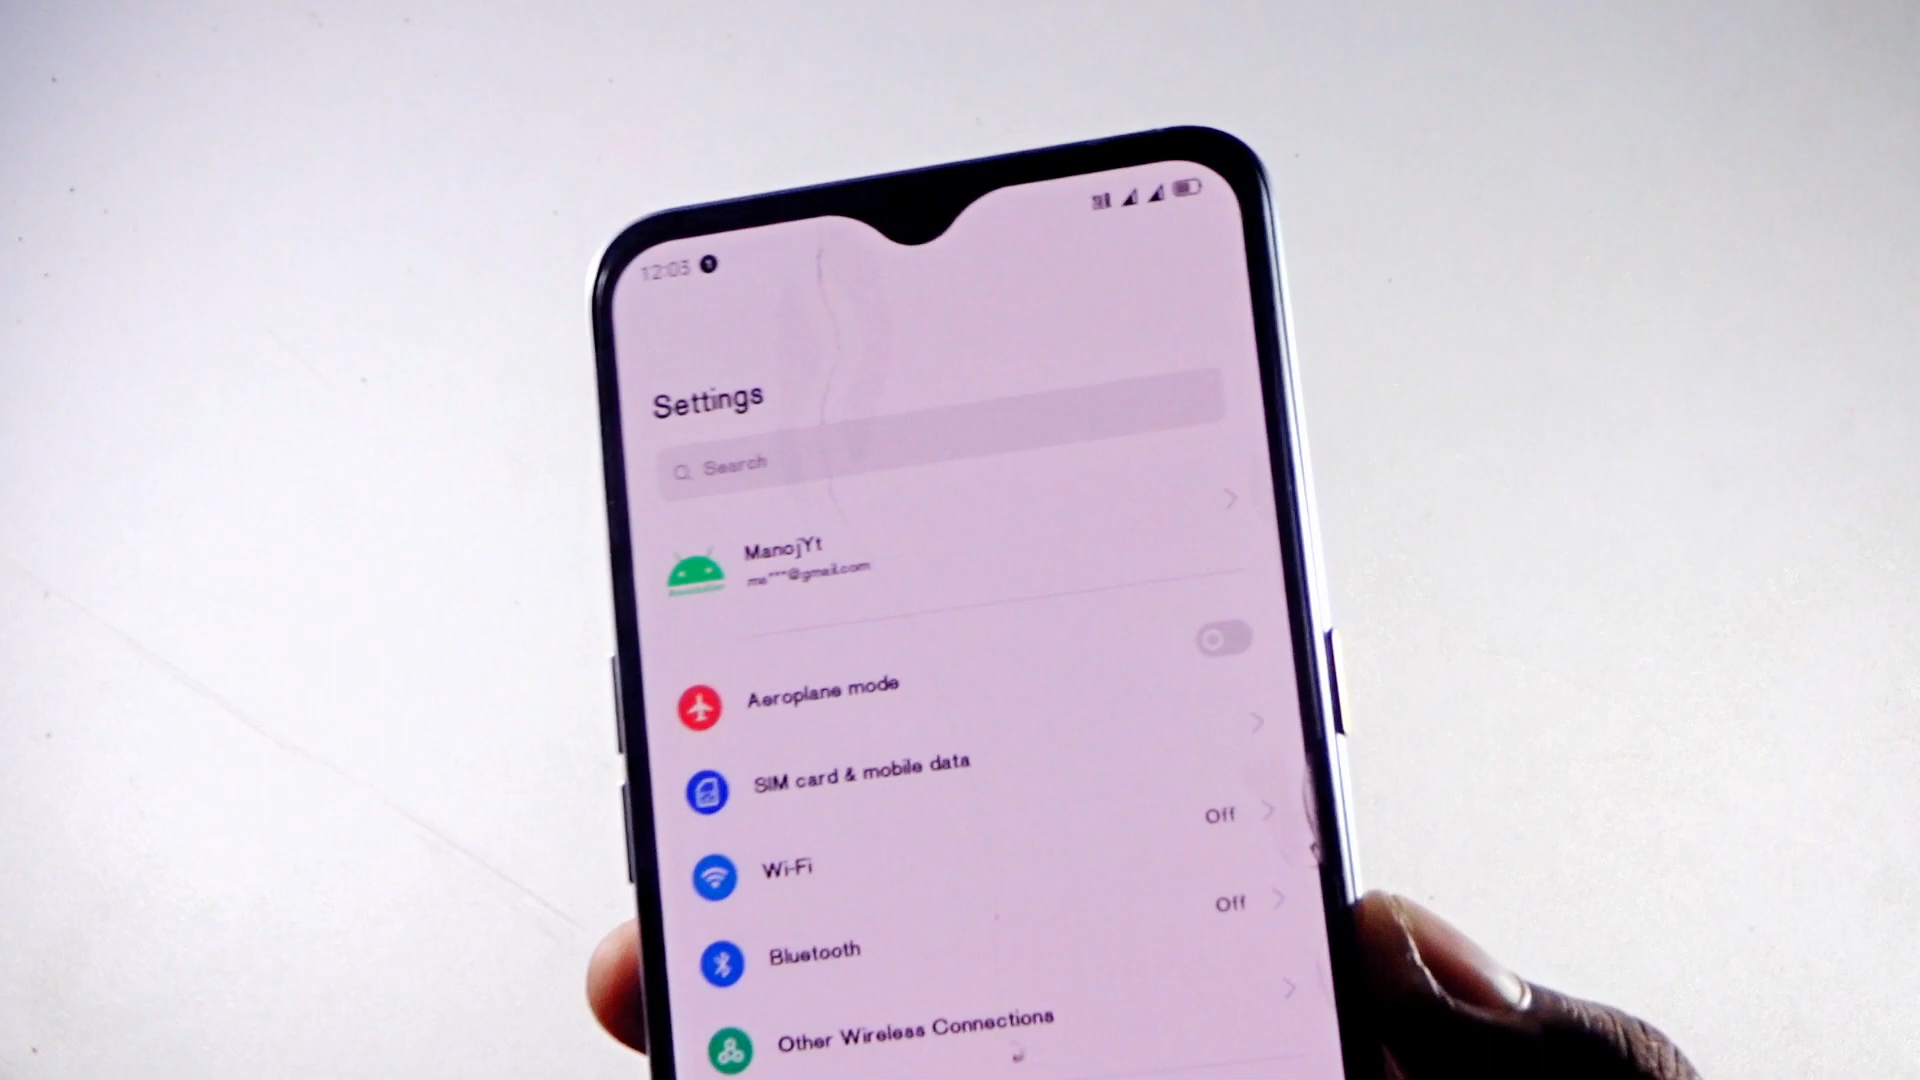 12:03
Settings
Search
ManojYt
ma***@gmail.com
Aeroplane mode
SIM card & mobile data
Off
Wi-Fi
Off
Bluetooth
Other Wireless Connections